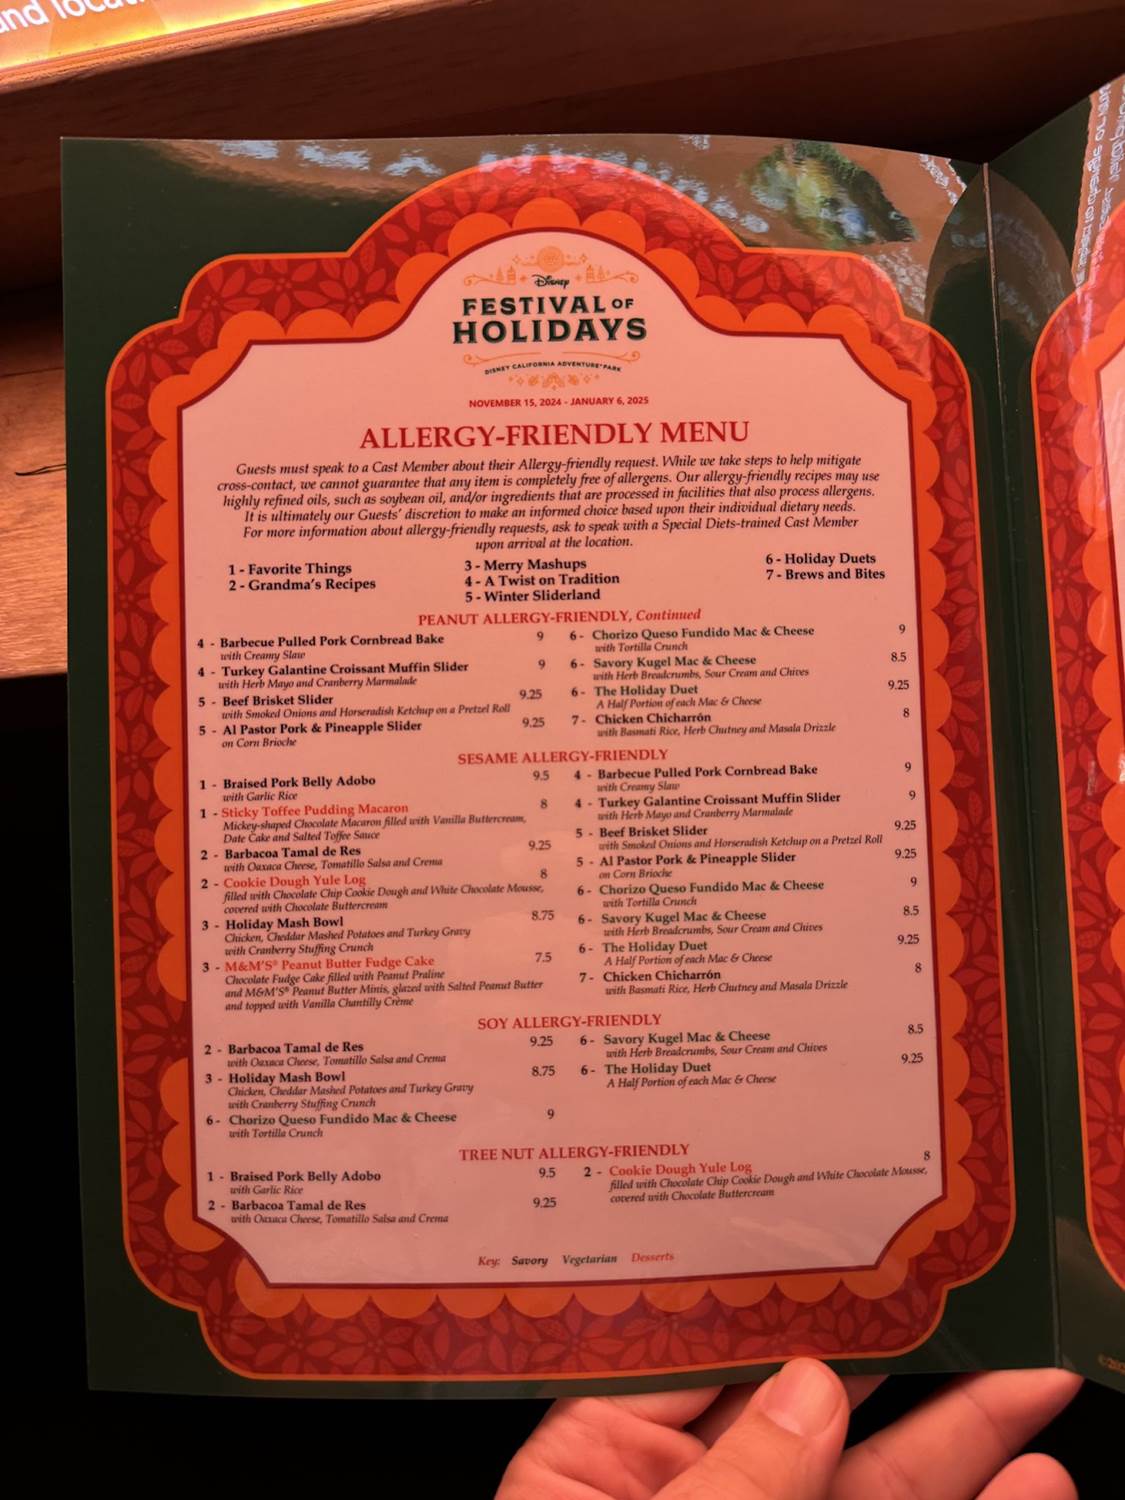 Disney
FESTIVAL OF
HOLIDAYS
DISNEY CALIFORNIA ADVENTURE PARK
NOVEMBER 15, 2024 - JANUARY 6, 2025
ALLERGY-FRIENDLY MENU
Guests must speak to a Cast Member about their Allergy-friendly request. While we take steps to help mitigate
cross-contact, we cannot guarantee that any item is completely free of allergens. Our allergy-friendly recipes may use
highly refined oils, such as soybean oil, and/or ingredients that are processed in facilities that also process allergens.
It is ultimately our Guests' discretion to make an informed choice based upon their individual dietary needs.
For more information about allergy-friendly requests, ask to speak with a Special Diets-trained Cast Member
upon arrival at the location.
1 - Favorite Things
2 - Grandma's Recipes
3 - Merry Mashups
4 - A Twist on Tradition
5 - Winter Sliderland
6 - Holiday Duets
7 - Brews and Bites
PEANUT ALLERGY-FRIENDLY, Continued
4 - Barbecue Pulled Pork Cornbread Bake 9
with Creamy Slaw
4 - Turkey Galantine Croissant Muffin Slider 9
with Herb Mayo and Cranberry Marmalade
5 - Beef Brisket Slider 9.25
with Smoked Onions and Horseradish Ketchup on a Pretzel Roll
5 - Al Pastor Pork & Pineapple Slider 9.25
on Corn Brioche
6 - Chorizo Queso Fundido Mac & Cheese 9
with Tortilla Crunch
6 - Savory Kugel Mac & Cheese 8.5
with Herb Breadcrumbs, Sour Cream and Chives
6 - The Holiday Duet 9.25
A Half Portion of each Mac & Cheese
7 - Chicken Chicharrón 8
with Basmati Rice, Herb Chutney and Masala Drizzle
SESAME ALLERGY-FRIENDLY
1 - Braised Pork Belly Adobo 9.5
with Garlic Rice
1 - Sticky Toffee Pudding Macaron 8
Mickey-shaped Chocolate Macaron filled with Vanilla Buttercream,
Date Cake and Salted Toffee Sauce
2 - Barbacoa Tamal de Res 9.25
with Oaxaca Cheese, Tomatillo Salsa and Crema
2 - Cookie Dough Yule Log 8
filled with Chocolate Chip Cookie Dough and White Chocolate Mousse,
covered with Chocolate Buttercream
3 - Holiday Mash Bowl 8.75
Chicken, Cheddar Mashed Potatoes and Turkey Gravy
with Cranberry Stuffing Crunch
3 - M&M'S® Peanut Butter Fudge Cake 7.5
Chocolate Fudge Cake filled with Peanut Praline
and M&M'S® Peanut Butter Minis, glazed with Salted Peanut Butter
and topped with Vanilla Chantilly Crème
4 - Barbecue Pulled Pork Cornbread Bake 9
with Creamy Slaw
4 - Turkey Galantine Croissant Muffin Slider 9
with Herb Mayo and Cranberry Marmalade
5 - Beef Brisket Slider 9.25
with Smoked Onions and Horseradish Ketchup on a Pretzel Roll
5 - Al Pastor Pork & Pineapple Slider 9.25
on Corn Brioche
6 - Chorizo Queso Fundido Mac & Cheese 9
with Tortilla Crunch
6 - Savory Kugel Mac & Cheese 8.5
with Herb Breadcrumbs, Sour Cream and Chives
6 - The Holiday Duet 9.25
A Half Portion of each Mac & Cheese
7 - Chicken Chicharrón 8
with Basmati Rice, Herb Chutney and Masala Drizzle
SOY ALLERGY-FRIENDLY
2 - Barbacoa Tamal de Res 9.25
with Oaxaca Cheese, Tomatillo Salsa and Crema
3 - Holiday Mash Bowl 8.75
Chicken, Cheddar Mashed Potatoes and Turkey Gravy
with Cranberry Stuffing Crunch
6 - Chorizo Queso Fundido Mac & Cheese 9
with Tortilla Crunch
6 - Savory Kugel Mac & Cheese 8.5
with Herb Breadcrumbs, Sour Cream and Chives
6 - The Holiday Duet 9.25
A Half Portion of each Mac & Cheese
TREE NUT ALLERGY-FRIENDLY
1 - Braised Pork Belly Adobo 9.5
with Garlic Rice
2 - Barbacoa Tamal de Res 9.25
with Oaxaca Cheese, Tomatillo Salsa and Crema
2 - Cookie Dough Yule Log 8
filled with Chocolate Chip Cookie Dough and White Chocolate Mousse,
covered with Chocolate Buttercream
Key: Savory Vegetarian Desserts